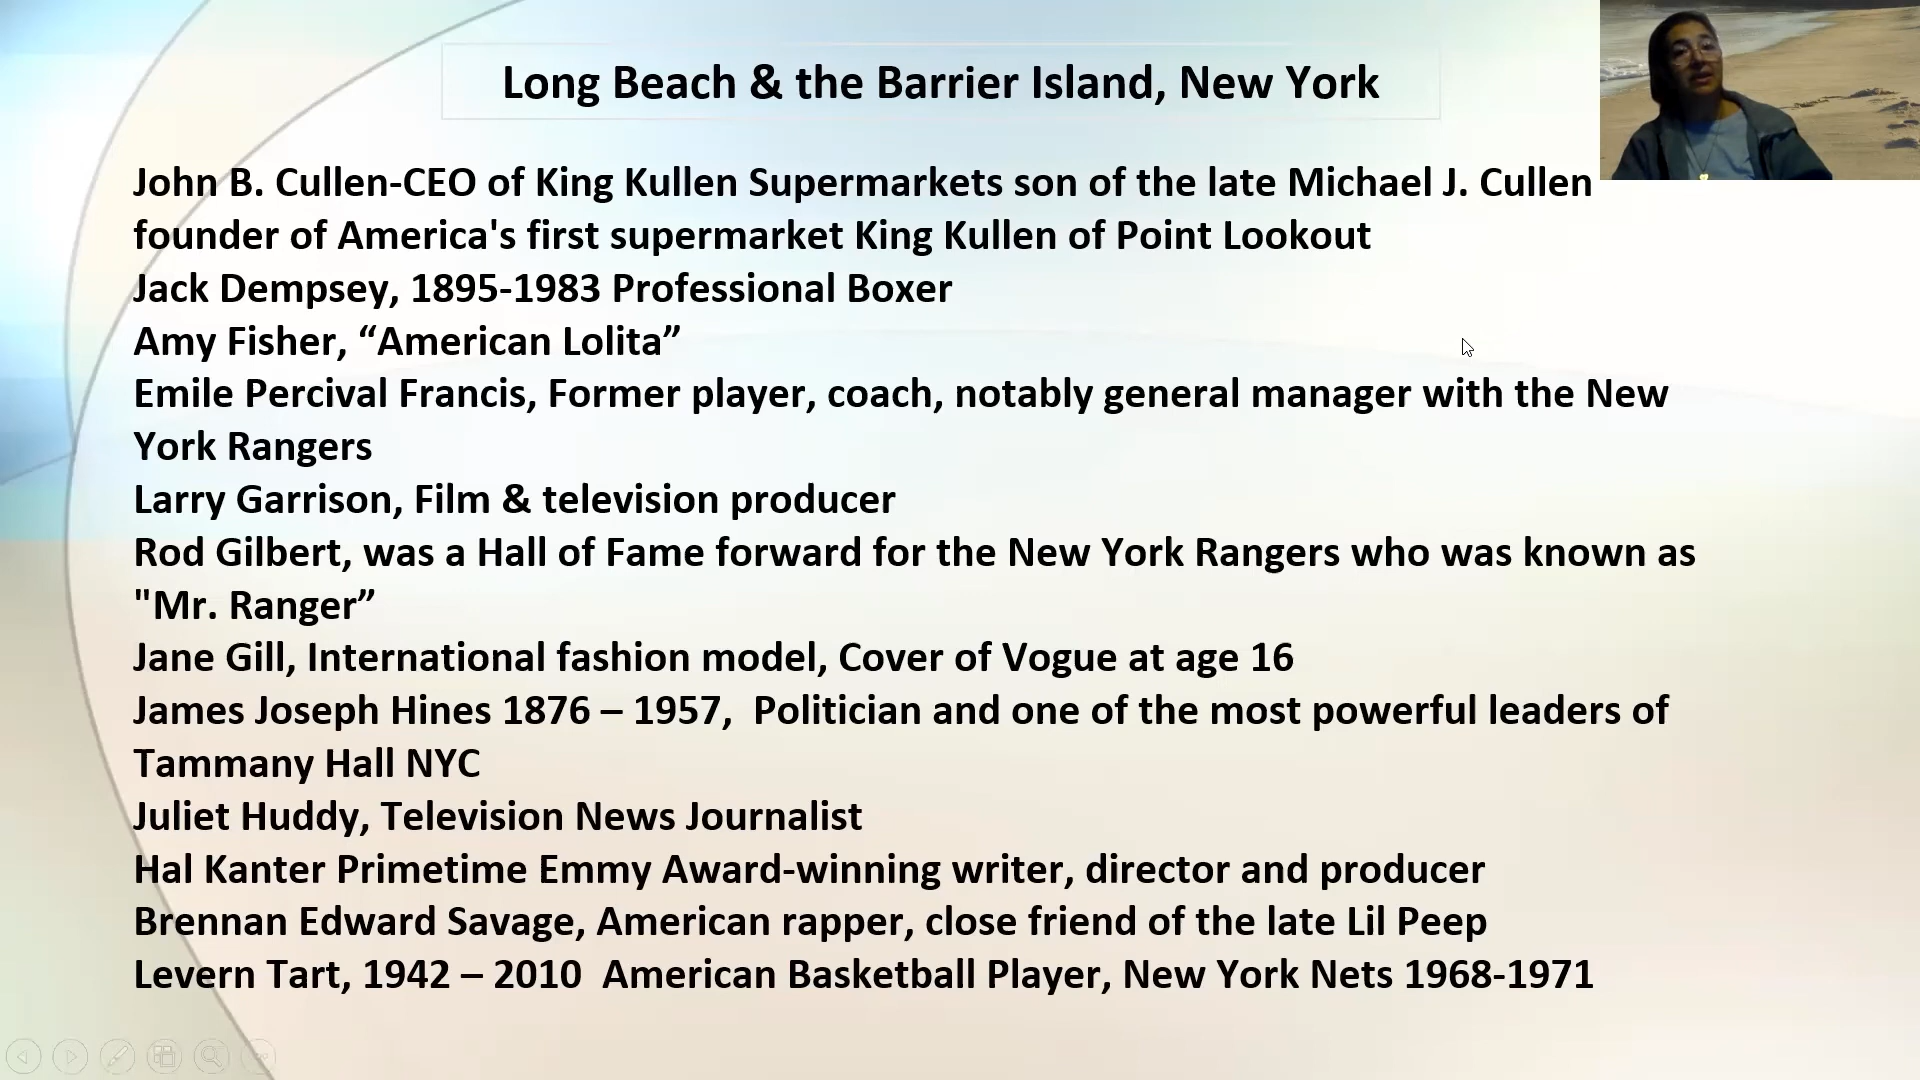 Long Beach & the Barrier Island, New York
John B. Cullen-CEO of King Kullen Supermarkets son of the late Michael J. Cullen
founder of America's first supermarket King Kullen of Point Lookout
Jack Dempsey, 1895-1983 Professional Boxer
Amy Fisher, “American Lolita”
Emile Percival Francis, Former player, coach, notably general manager with the New
York Rangers
Larry Garrison, Film & television producer
Rod Gilbert, was a Hall of Fame forward for the New York Rangers who was known as
"Mr. Ranger”
Jane Gill, International fashion model, Cover of Vogue at age 16
James Joseph Hines 1876 – 1957,  Politician and one of the most powerful leaders of
Tammany Hall NYC
Juliet Huddy, Television News Journalist
Hal Kanter Primetime Emmy Award-winning writer, director and producer
Brennan Edward Savage, American rapper, close friend of the late Lil Peep
Levern Tart, 1942 – 2010  American Basketball Player, New York Nets 1968-1971